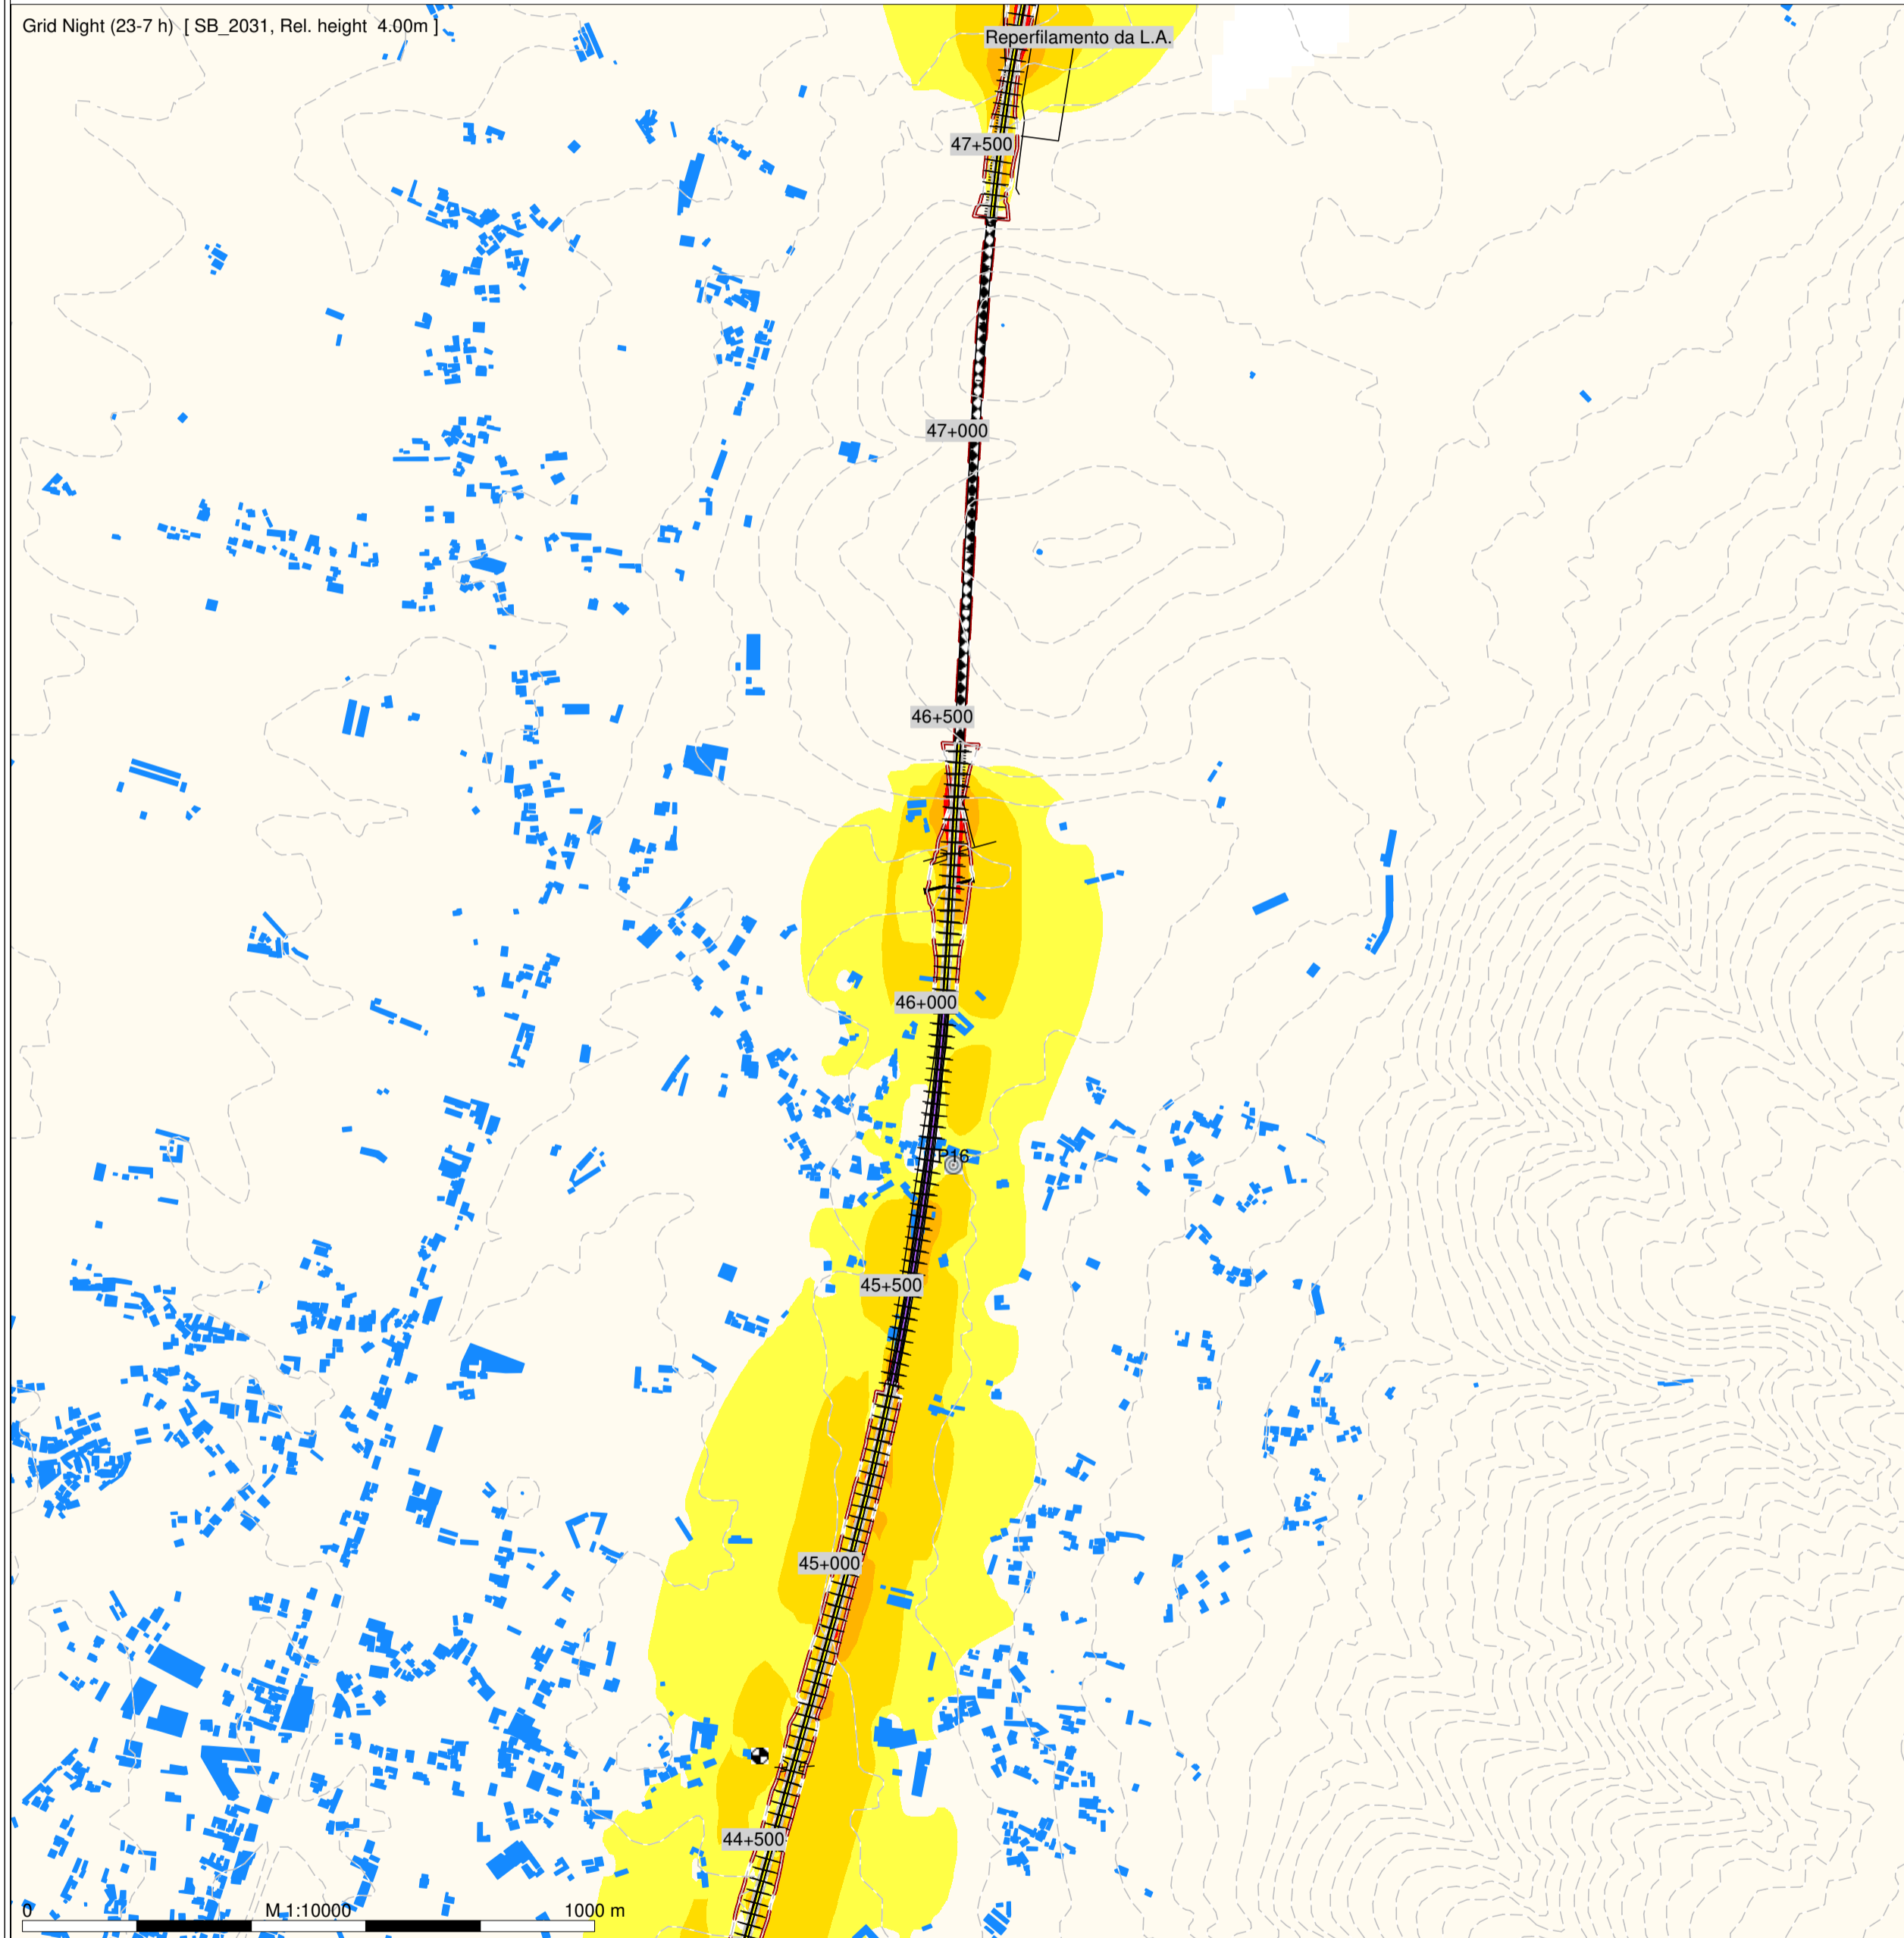 Grid Night (23-7 h) [ SB_2031, Rel. height 4.00m ]
Reperfilamento da L.A.
47+500
47+000
46+500
46+000
P16
45+500
45+000
44+500
0 M 1:10000 1000 m